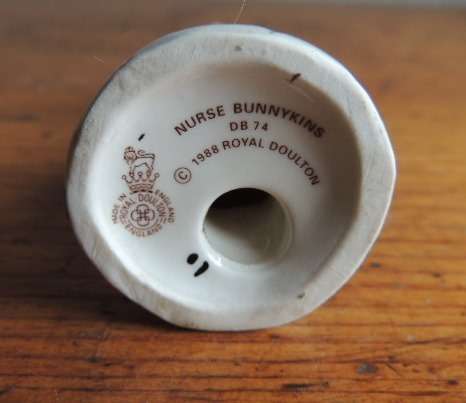 NURSE BUNNYKINS
DB 74
© 1988 ROYAL DOULTON
MADE IN ENGLAND
ROYAL DOULTON
ENGLAND